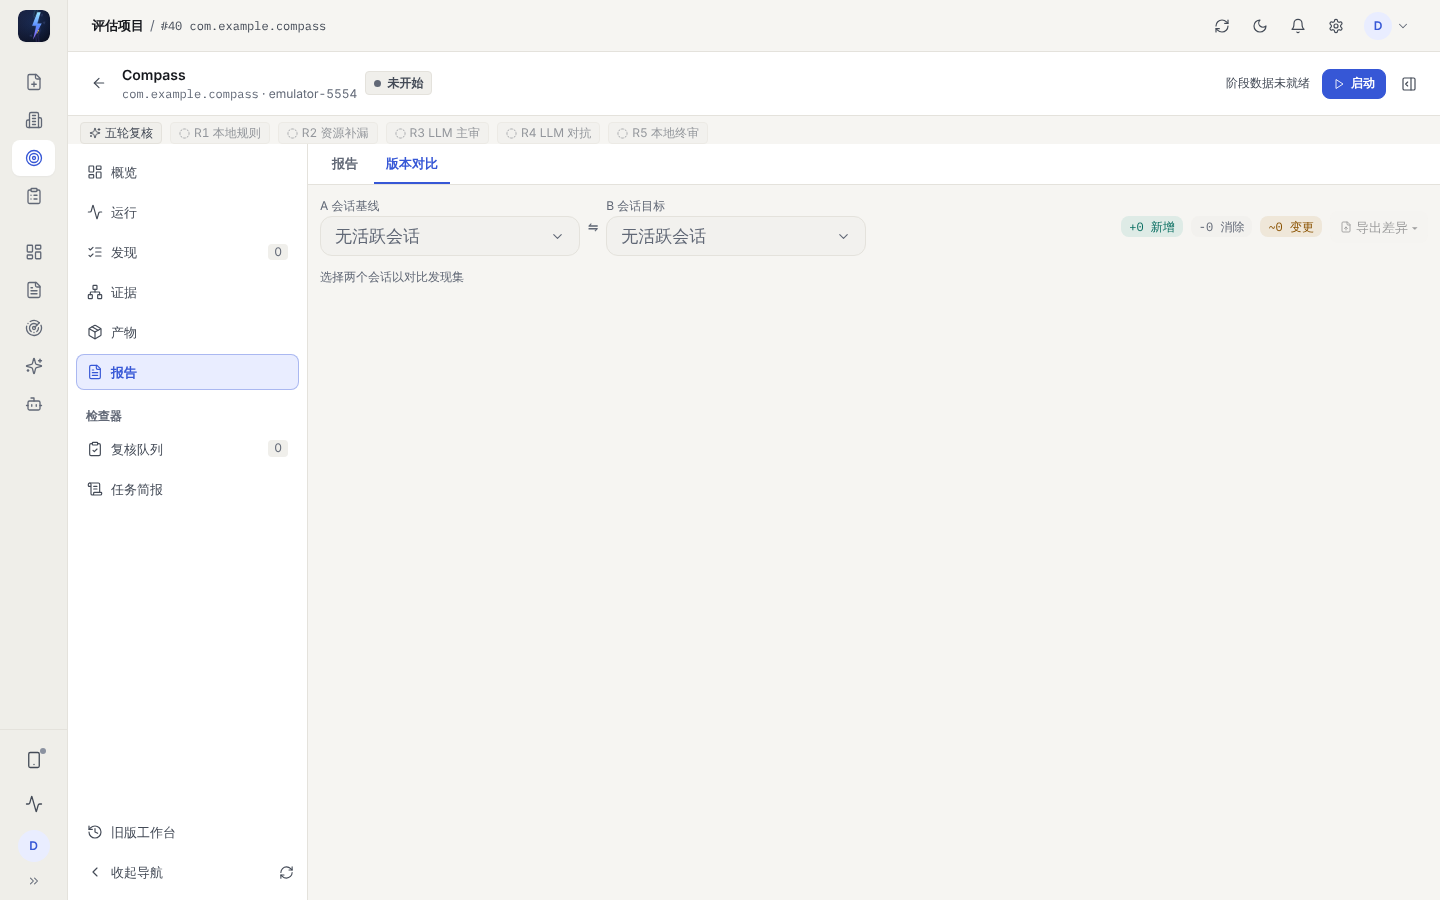 评估项目 / #40 com.example.compass
D
Compass
com.example.compass · emulator-5554
未开始
阶段数据未就绪
启动
五轮复核
R1 本地规则
R2 资源补漏
R3 LLM 主审
R4 LLM 对抗
R5 本地终审
概览
运行
发现 0
证据
产物
报告
检查器
复核队列 0
任务简报
旧版工作台
收起导航
D
报告 版本对比
A 会话基线
无活跃会话
⇋
B 会话目标
无活跃会话
+0 新增
-0 消除
~0 变更
导出差异
选择两个会话以对比发现集